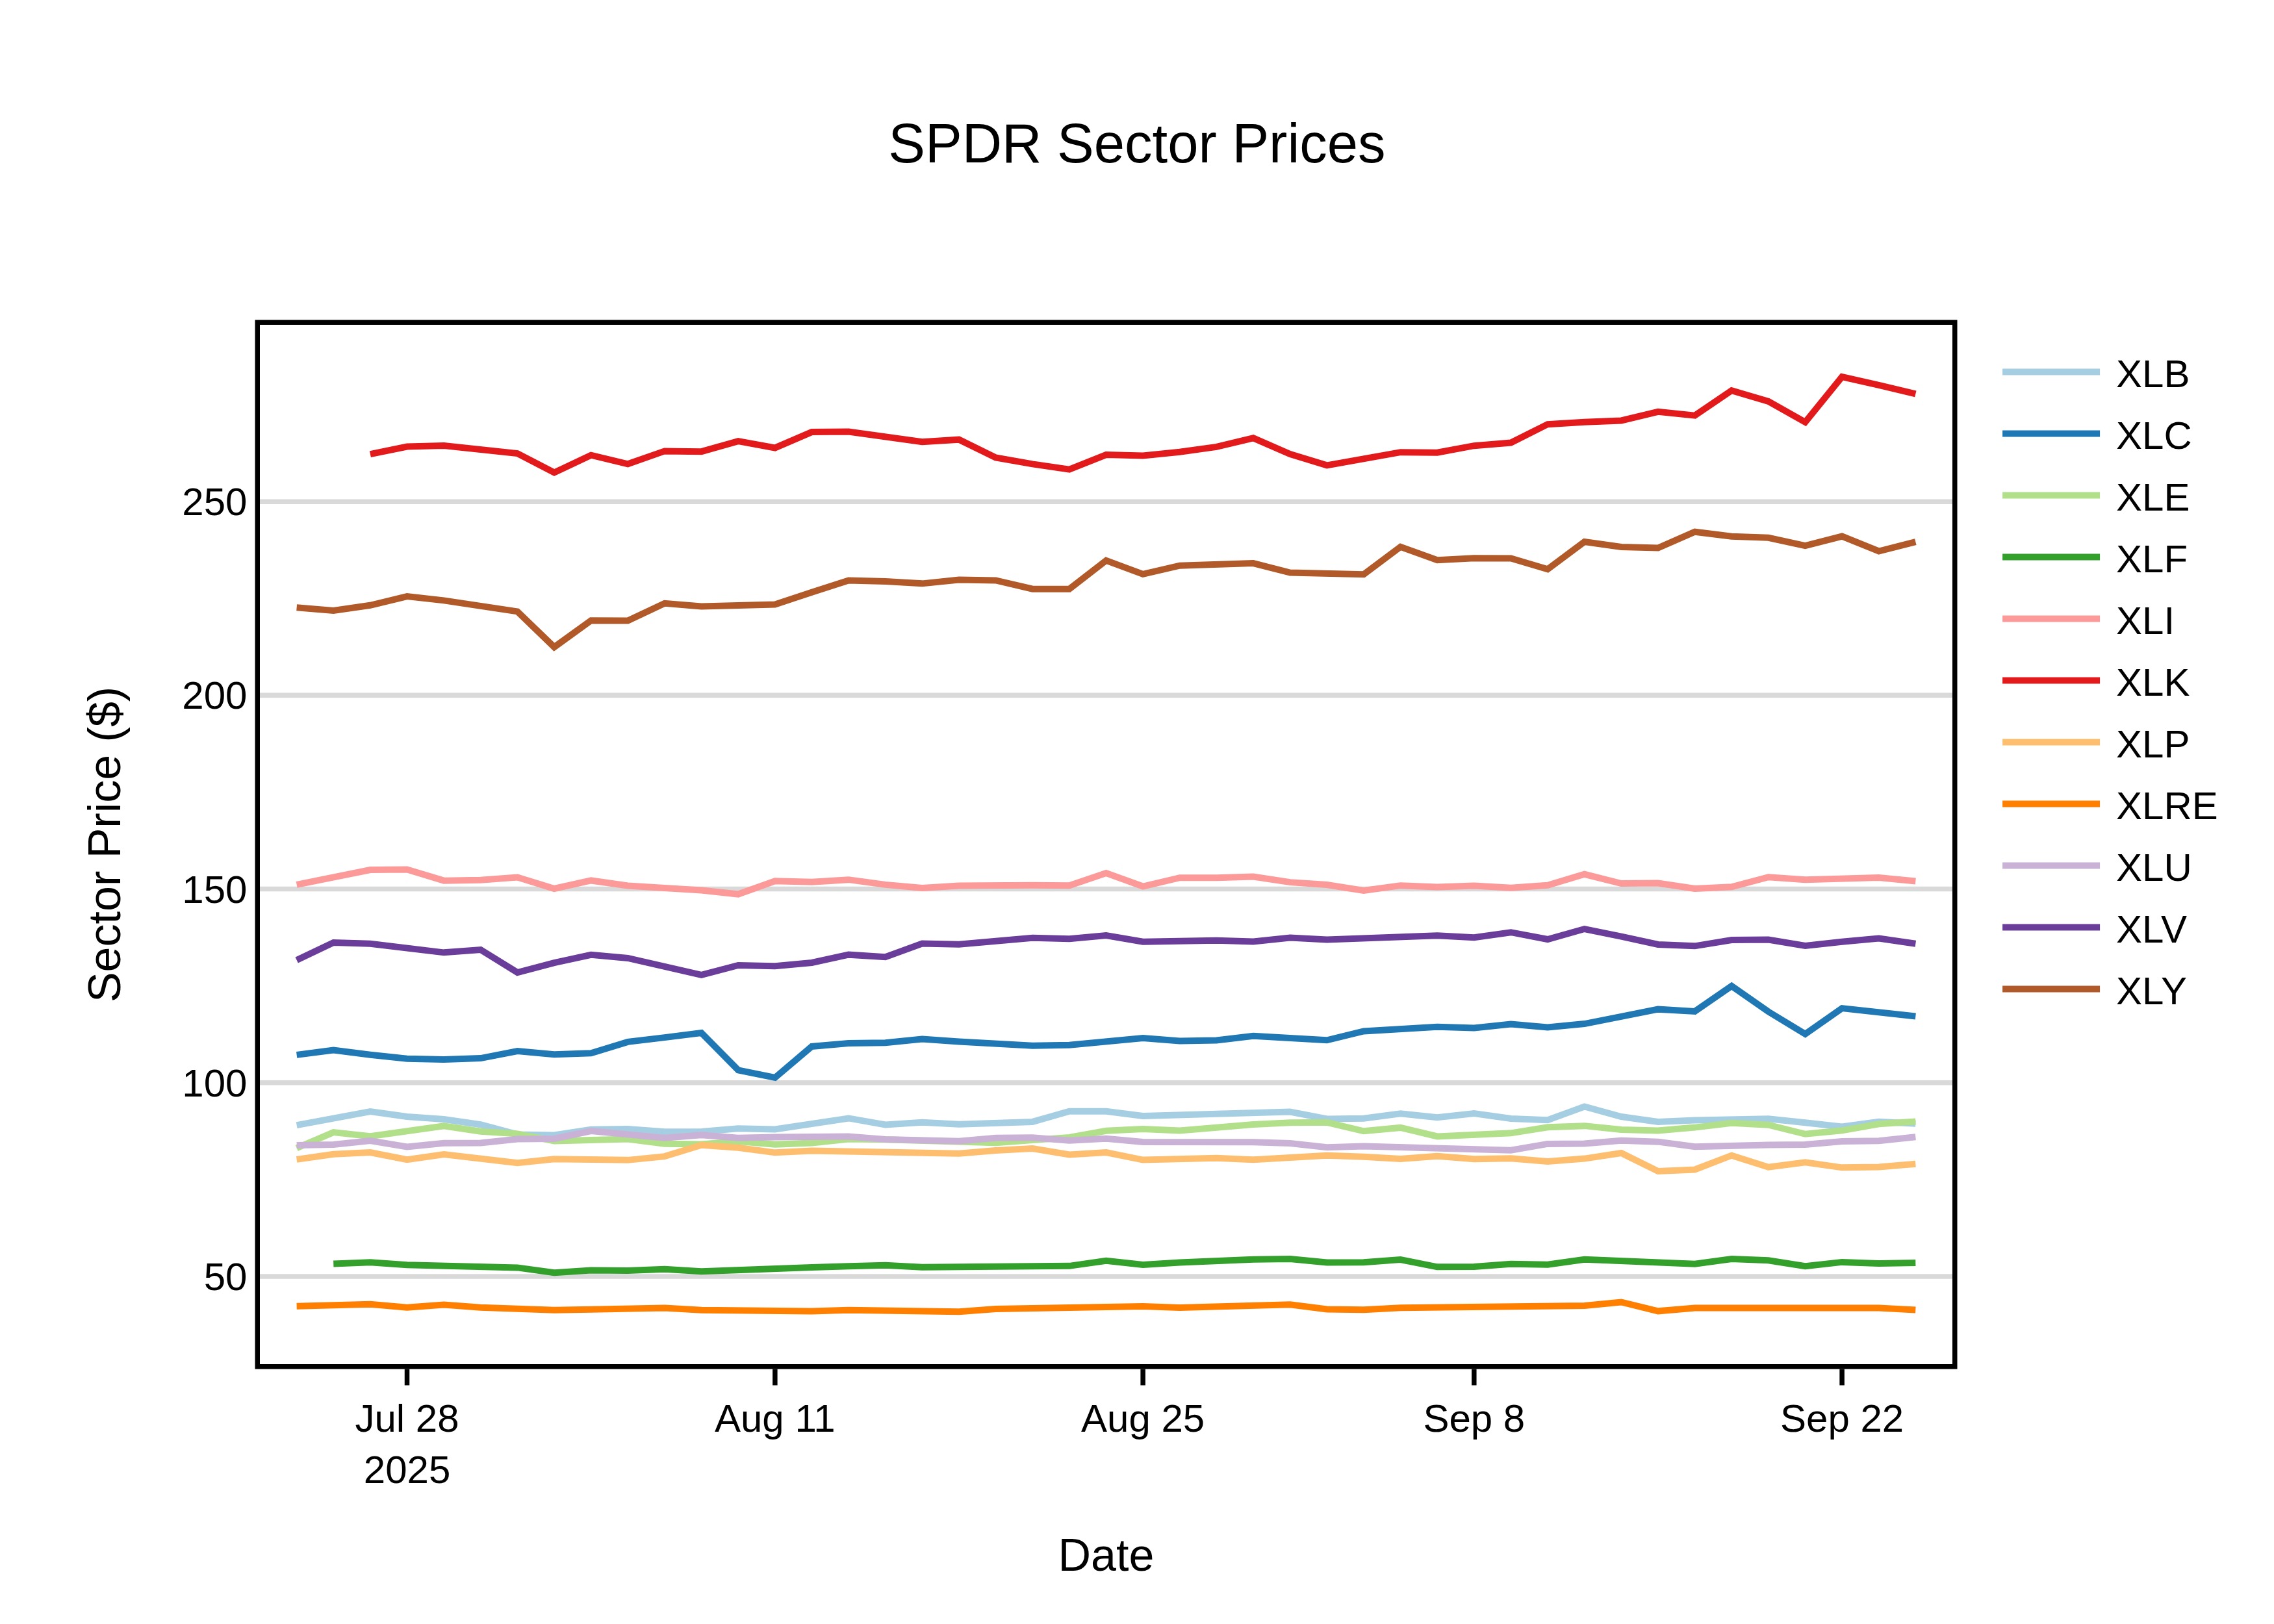 SPDR Sector Prices
Sector Price ($)
250
200
150
100
50
Jul 28
2025
Aug 11
Aug 25
Sep 8
Sep 22
Date
XLB
XLC
XLE
XLF
XLI
XLK
XLP
XLRE
XLU
XLV
XLY